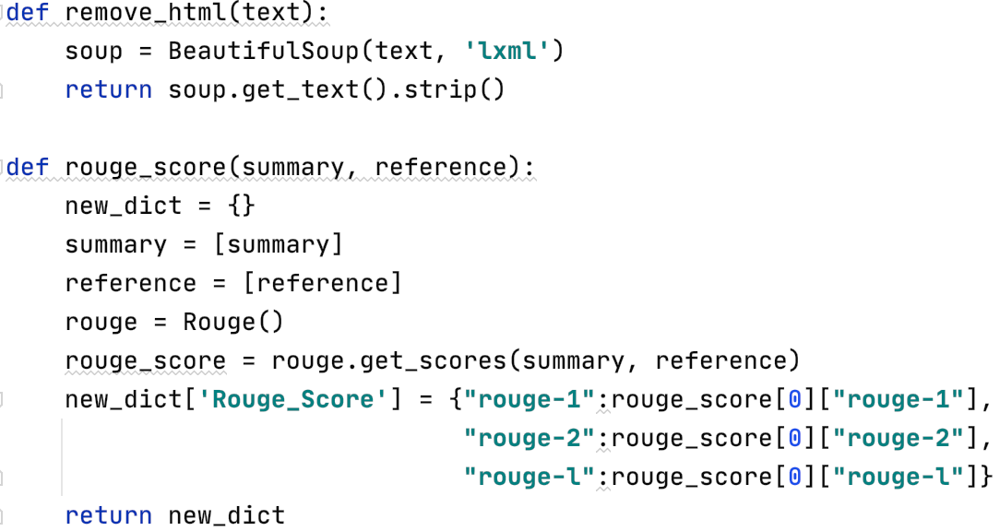 def remove_html(text):
    soup = BeautifulSoup(text, 'lxml')
    return soup.get_text().strip()

def rouge_score(summary, reference):
    new_dict = {}
    summary = [summary]
    reference = [reference]
    rouge = Rouge()
    rouge_score = rouge.get_scores(summary, reference)
    new_dict['Rouge_Score'] = {"rouge-1":rouge_score[0]["rouge-1"],
                               "rouge-2":rouge_score[0]["rouge-2"],
                               "rouge-l":rouge_score[0]["rouge-l"]}
    return new_dict